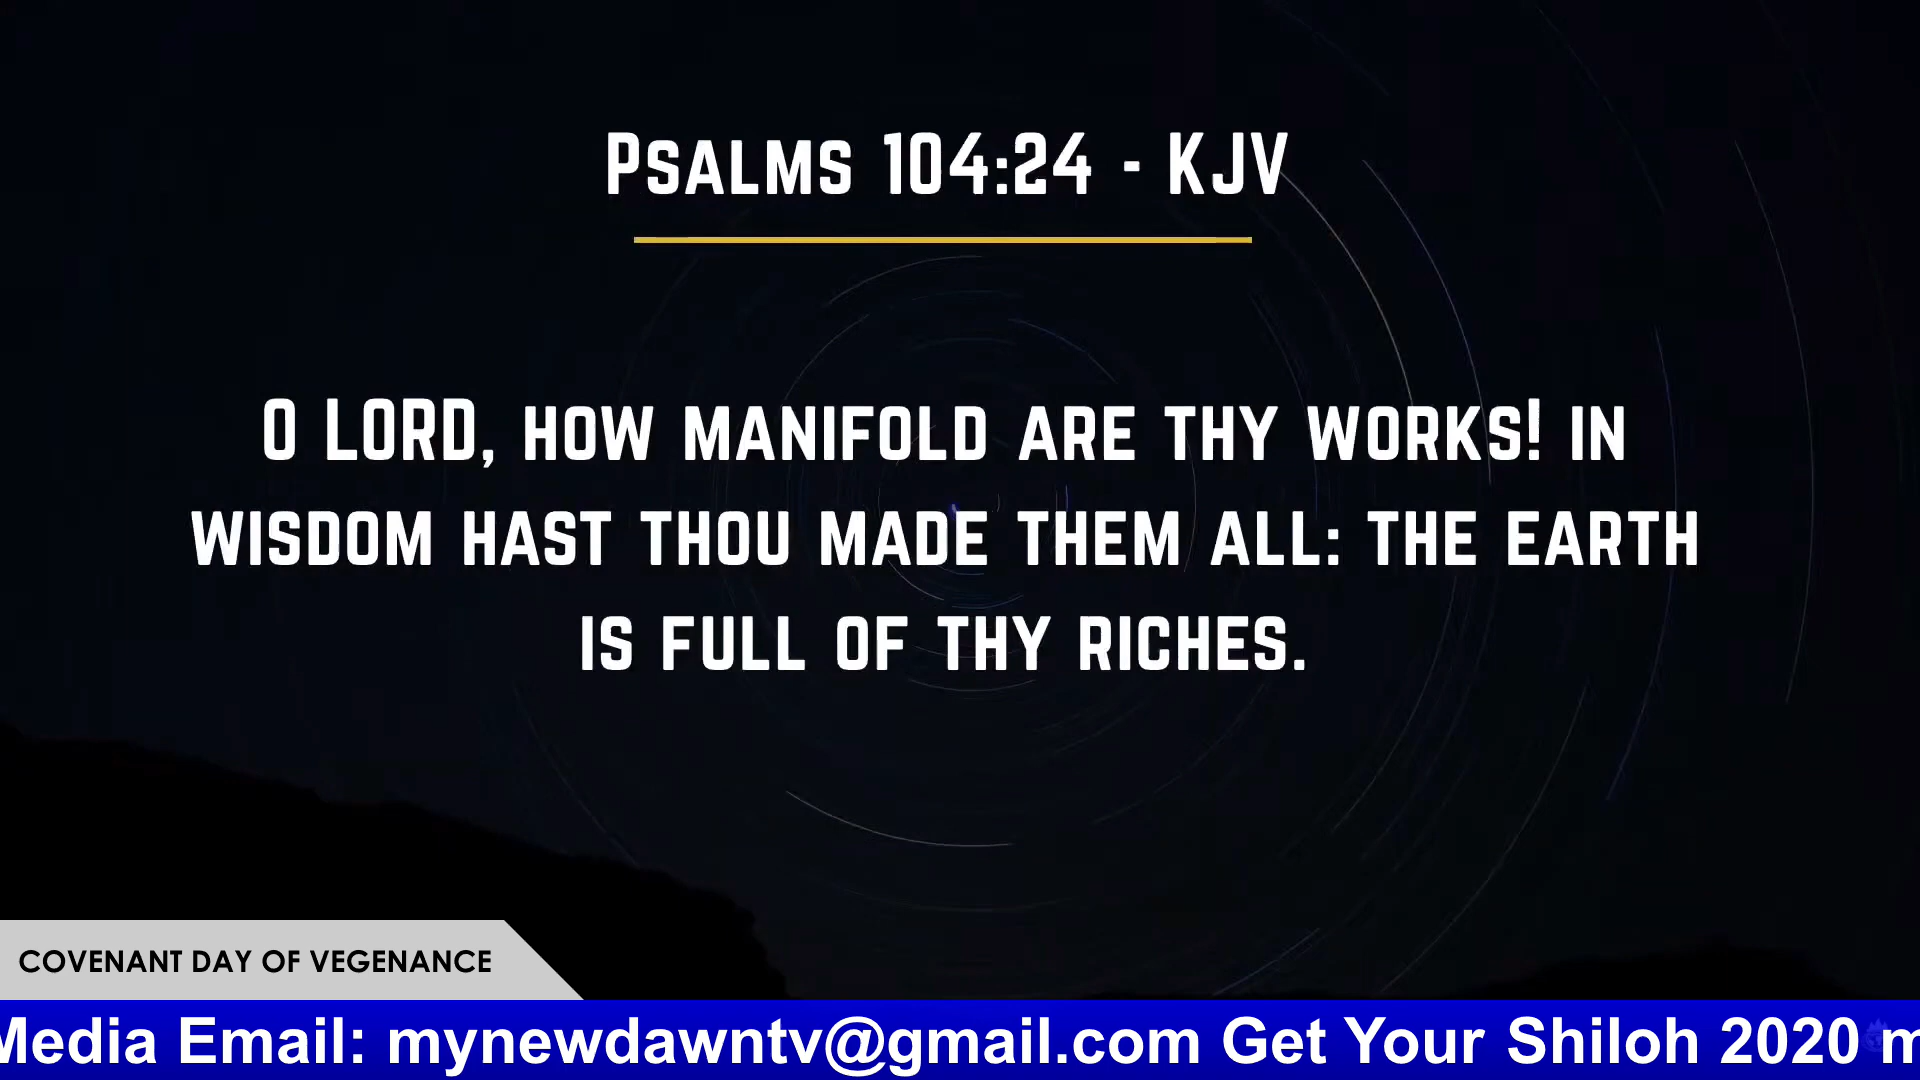 Psalms 104:24 - KJV
O LORD, how manifold are thy works! in
wisdom hast thou made them all: the earth
is full of thy riches.
COVENANT DAY OF VEGENANCE
Media Email: mynewdawntv@gmail.com Get Your Shiloh 2020